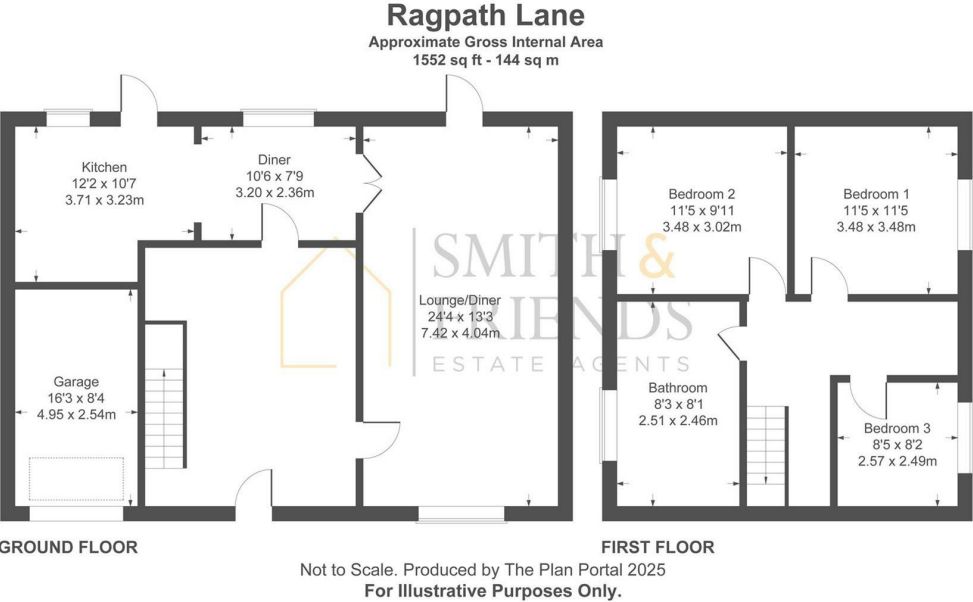 Ragpath Lane
Approximate Gross Internal Area
1552 sq ft - 144 sq m
Kitchen
12'2 x 10'7
3.71 x 3.23m
Diner
10'6 x 7'9
3.20 x 2.36m
Lounge/Diner
24'4 x 13'3
7.42 x 4.04m
Garage
16'3 x 8'4
4.95 x 2.54m
SMITH &
FRIENDS
ESTATE AGENTS
Bedroom 2
11'5 x 9'11
3.48 x 3.02m
Bedroom 1
11'5 x 11'5
3.48 x 3.48m
Bathroom
8'3 x 8'1
2.51 x 2.46m
Bedroom 3
8'5 x 8'2
2.57 x 2.49m
GROUND FLOOR
FIRST FLOOR
Not to Scale. Produced by The Plan Portal 2025
For Illustrative Purposes Only.